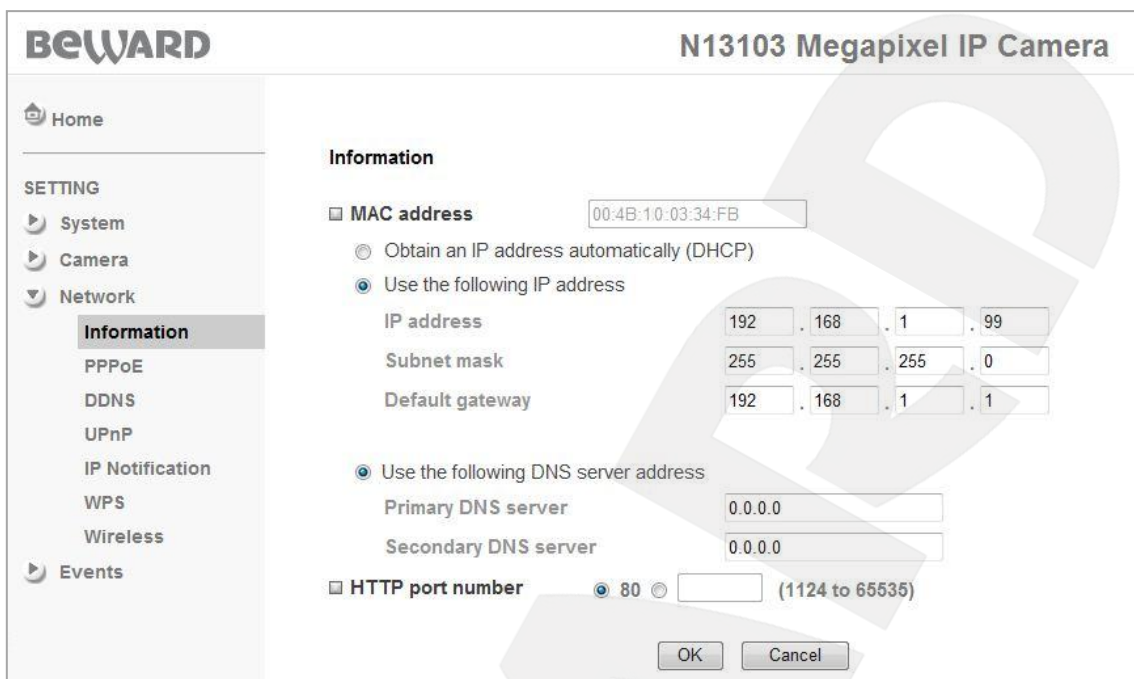 BEWARD
N13103 Megapixel IP Camera
Home
SETTING
System
Camera
Network
Information
PPPoE
DDNS
UPnP
IP Notification
WPS
Wireless
Events
Information
MAC address 00:4B:10:03:34:FB
Obtain an IP address automatically (DHCP)
Use the following IP address
IP address 192 . 168 . 1 . 99
Subnet mask 255 . 255 . 255 . 0
Default gateway 192 . 168 . 1 . 1
Use the following DNS server address
Primary DNS server 0.0.0.0
Secondary DNS server 0.0.0.0
HTTP port number 80 (1124 to 65535)
OK Cancel